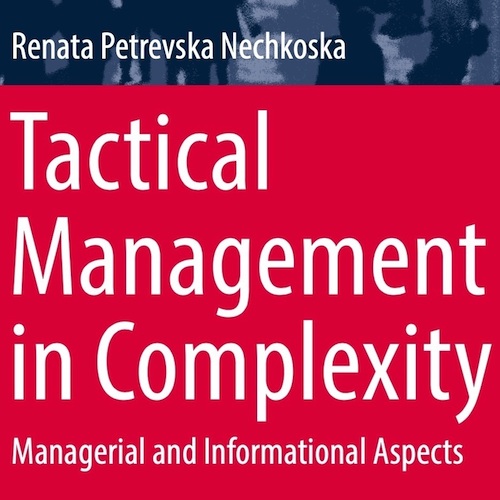 Renata Petrevska Nechkoska
Tactical
Management
in Complexity
Managerial and Informational Aspects